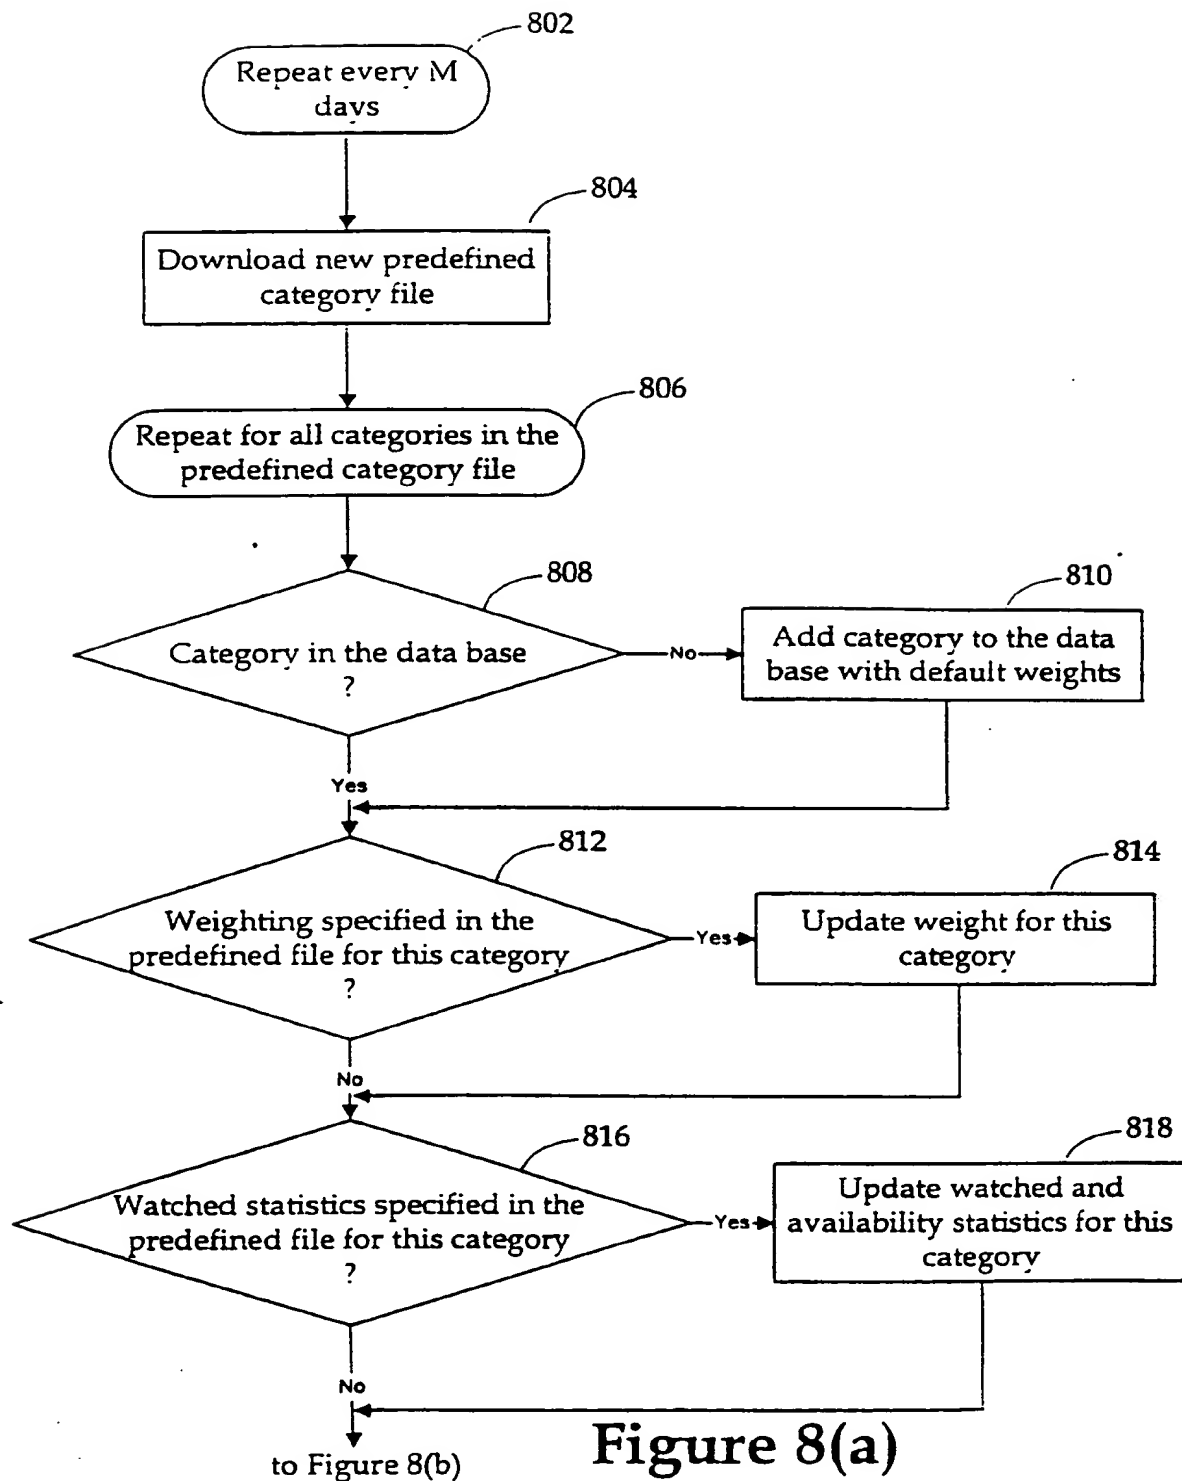 802
Repeat every M
days
804
Download new predefined
category file
806
Repeat for all categories in the
predefined category file
808
Category in the data base
?
No
810
Add category to the data
base with default weights
Yes
812
Weighting specified in the
predefined file for this category
?
Yes
814
Update weight for this
category
No
816
Watched statistics specified in the
predefined file for this category
?
Yes
818
Update watched and
availability statistics for this
category
No
to Figure 8(b)
Figure 8(a)